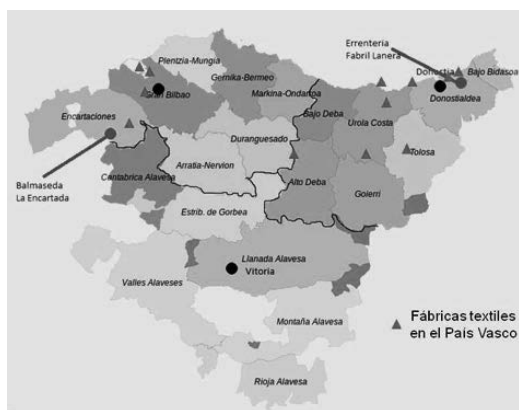 Errenteria
Fabril Lanera
Plentzia-Mungia
Gernika-Bermeo
Donostia
Bajo Bidasoa
Gran Bilbao
Markina-Ondarroa
Donostialdea
Encartaciones
Bajo Deba
Urola Costa
Duranguesado
Tolosa
Arratia-Nervion
Cantabrica Alavesa
Alto Deba
Balmaseda
La Encartada
Goierri
Estrib. de Gorbea
Llanada Alavesa
Vitoria
Valles Alaveses
Fábricas textiles
en el País Vasco
Montaña Alavesa
Rioja Alavesa